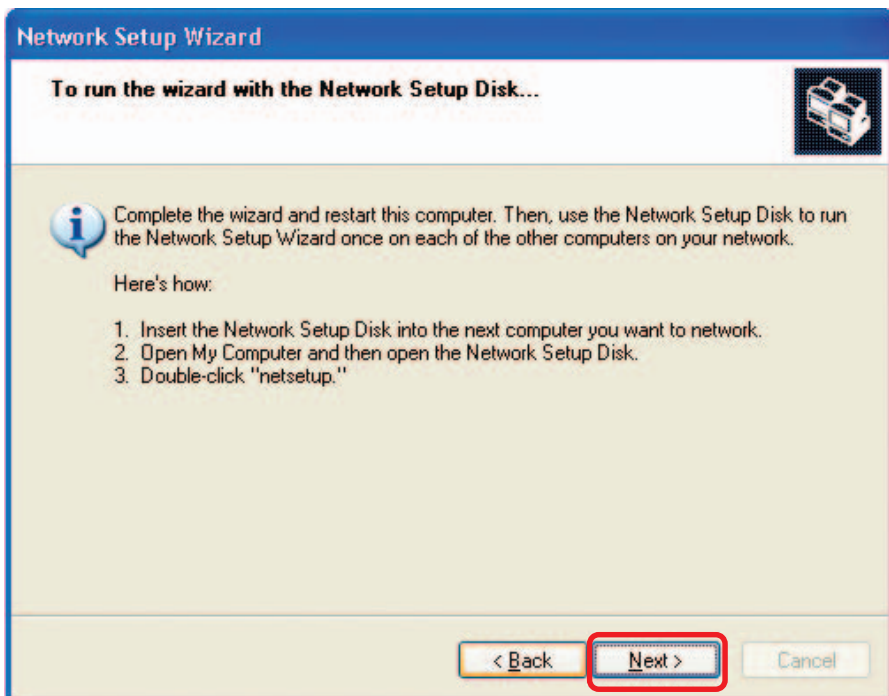 Network Setup Wizard
To run the wizard with the Network Setup Disk...
Complete the wizard and restart this computer. Then, use the Network Setup Disk to run
the Network Setup Wizard once on each of the other computers on your network.
Here's how:
1. Insert the Network Setup Disk into the next computer you want to network.
2. Open My Computer and then open the Network Setup Disk.
3. Double-click "netsetup."
< Back Next > Cancel